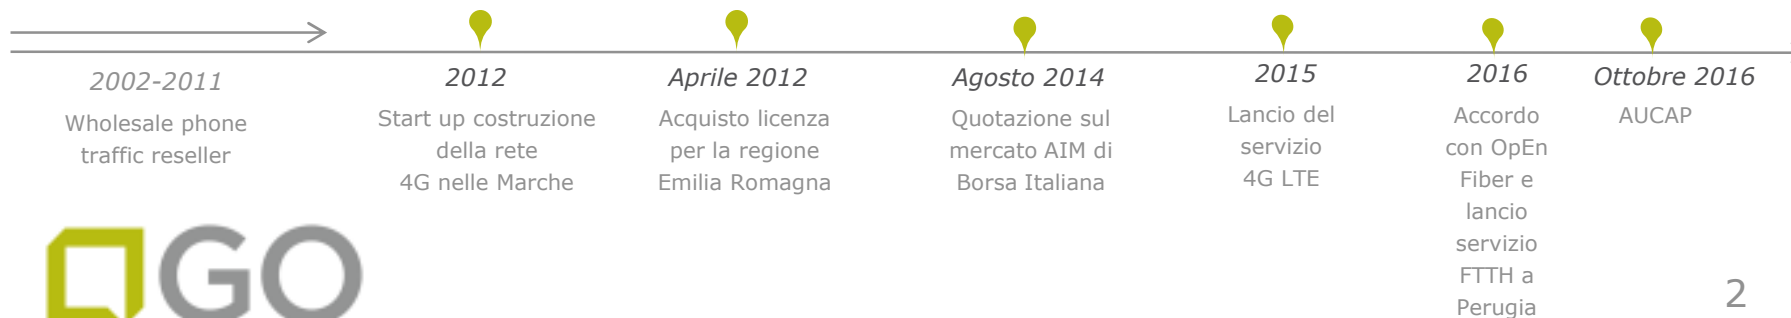 2002-2011
Wholesale phone
traffic reseller
2012
Start up costruzione
della rete
4G nelle Marche
Aprile 2012
Acquisto licenza
per la regione
Emilia Romagna
Agosto 2014
Quotazione sul
mercato AIM di
Borsa Italiana
2015
Lancio del
servizio
4G LTE
2016
Accordo
con OpEn
Fiber e
lancio
servizio
FTTH a
Perugia
Ottobre 2016
AUCAP
GO
2